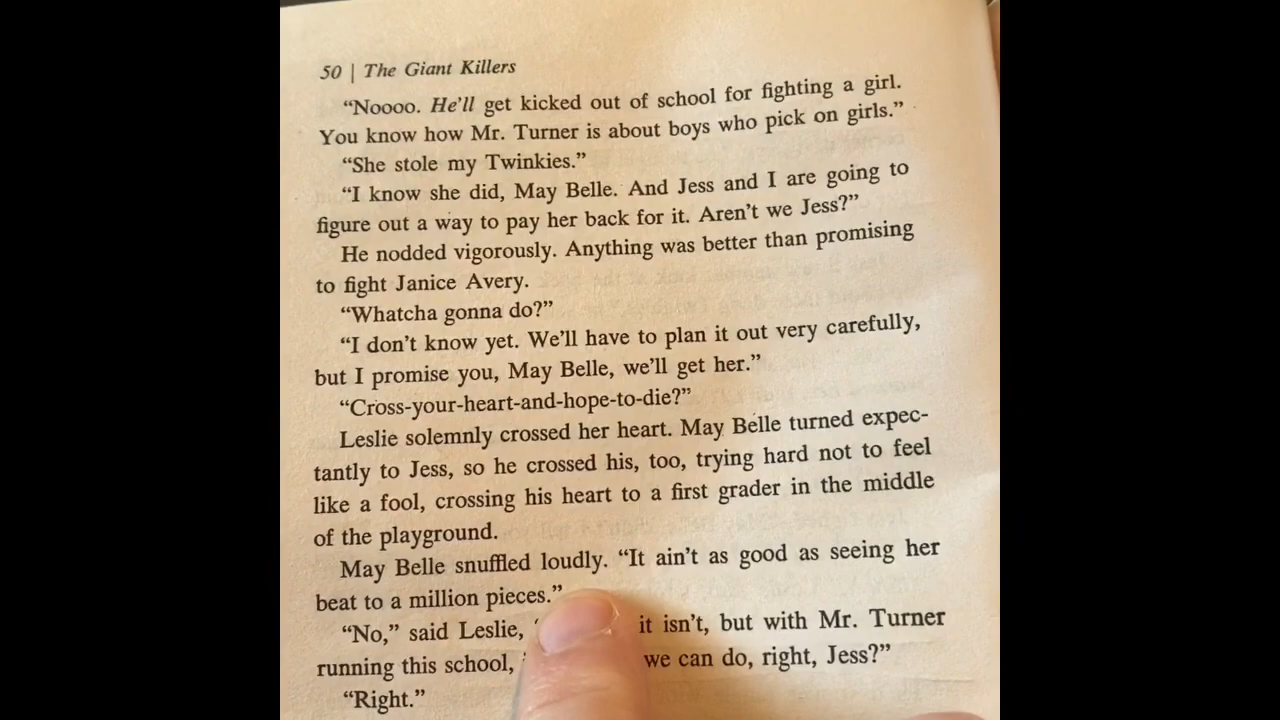 50 | The Giant Killers
“Noooo. He’ll get kicked out of school for fighting a girl.
You know how Mr. Turner is about boys who pick on girls.”
“She stole my Twinkies.”
“I know she did, May Belle. And Jess and I are going to
figure out a way to pay her back for it. Aren’t we Jess?”
He nodded vigorously. Anything was better than promising
to fight Janice Avery.
“Whatcha gonna do?”
“I don’t know yet. We’ll have to plan it out very carefully,
but I promise you, May Belle, we’ll get her.”
“Cross-your-heart-and-hope-to-die?”
Leslie solemnly crossed her heart. May Belle turned expec-
tantly to Jess, so he crossed his, too, trying hard not to feel
like a fool, crossing his heart to a first grader in the middle
of the playground.
May Belle snuffled loudly. “It ain’t as good as seeing her
beat to a million pieces.”
“No,” said Leslie, “ it isn’t, but with Mr. Turner
running this school, we can do, right, Jess?”
“Right.”